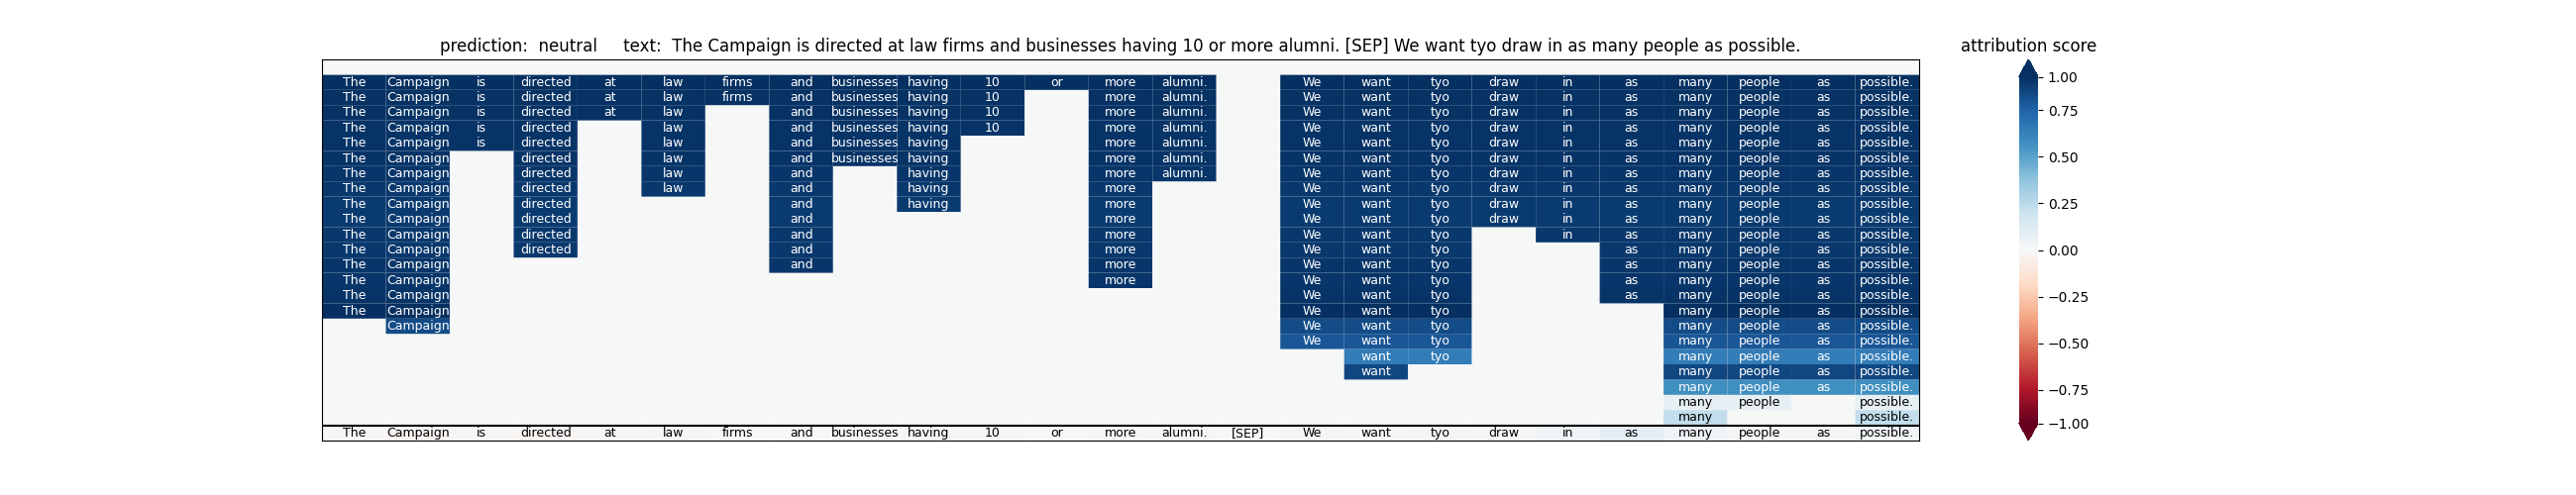 prediction: neutral text: The Campaign is directed at law firms and businesses having 10 or more alumni. [SEP] We want tyo draw in as many people as possible.
The Campaign is directed at law firms and businesses having 10 or more alumni. We want tyo draw in as many people as possible.
The Campaign is directed at law firms and businesses having 10 more alumni. We want tyo draw in as many people as possible.
The Campaign is directed at law and businesses having 10 more alumni. We want tyo draw in as many people as possible.
The Campaign is directed law and businesses having 10 more alumni. We want tyo draw in as many people as possible.
The Campaign is directed law and businesses having more alumni. We want tyo draw in as many people as possible.
The Campaign directed law and businesses having more alumni. We want tyo draw in as many people as possible.
The Campaign directed law and having more alumni. We want tyo draw in as many people as possible.
The Campaign directed law and having more We want tyo draw in as many people as possible.
The Campaign directed and having more We want tyo draw in as many people as possible.
The Campaign directed and more We want tyo draw in as many people as possible.
The Campaign directed and more We want tyo in as many people as possible.
The Campaign directed and more We want tyo as many people as possible.
The Campaign and more We want tyo as many people as possible.
The Campaign more We want tyo as many people as possible.
The Campaign We want tyo as many people as possible.
The Campaign We want tyo many people as possible.
Campaign We want tyo many people as possible.
We want tyo many people as possible.
want tyo many people as possible.
want many people as possible.
many people as possible.
many people possible.
many possible.
The Campaign is directed at law firms and businesses having 10 or more alumni. [SEP] We want tyo draw in as many people as possible.
attribution score
1.00
0.75
0.50
0.25
0.00
−0.25
−0.50
−0.75
−1.00